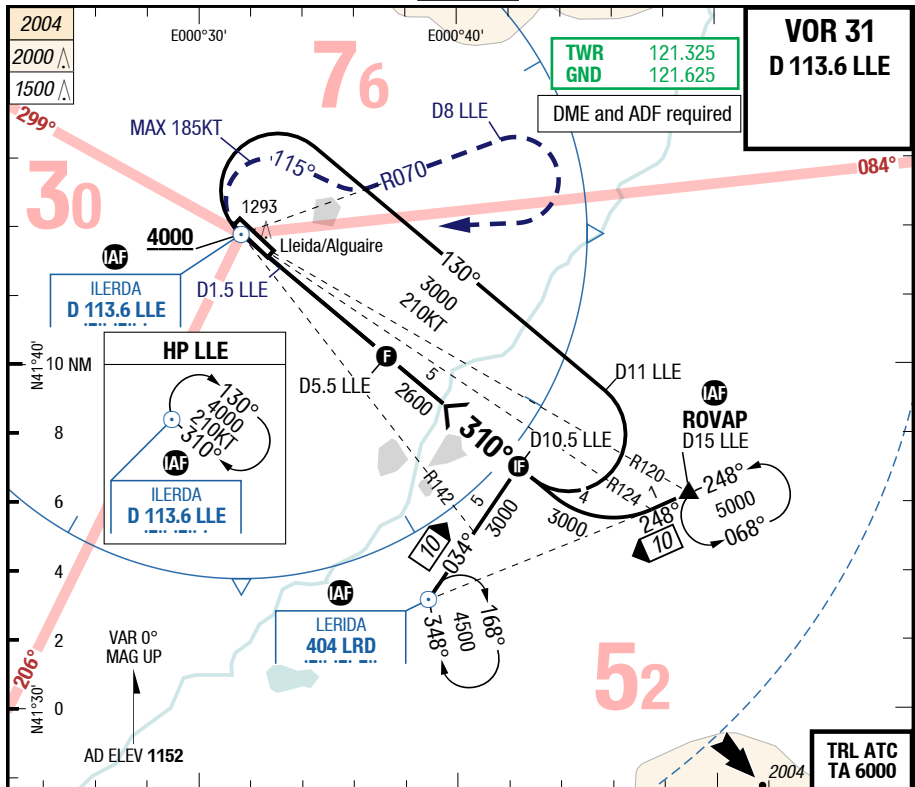 2004
2000
1500
E000°30'
E000°40'
VOR 31
D 113.6 LLE
TWR 121.325
GND 121.625
DME and ADF required
76
D8 LLE
MAX 185KT
115°
R070
299°
084°
30
1293
4000
Lleida/Alguaire
IAF
ILERDA
D 113.6 LLE
D1.5 LLE
130°
3000
210KT
HP LLE
130°
4000
210KT
310°
IAF
ILERDA
D 113.6 LLE
N41°40'
10 NM
8
6
4
2
0
N41°30'
F
D5.5 LLE
5
2600
D11 LLE
310°
D10.5 LLE
IF
IAF
ROVAP
D15 LLE
R120
R124
R142
1
4
3000
248°
10
248°
5000
068°
5
3000
034°
10
IAF
LERIDA
404 LRD
168°
4500
348°
206°
VAR 0°
MAG UP
AD ELEV 1152
52
2004
TRL ATC
TA 6000